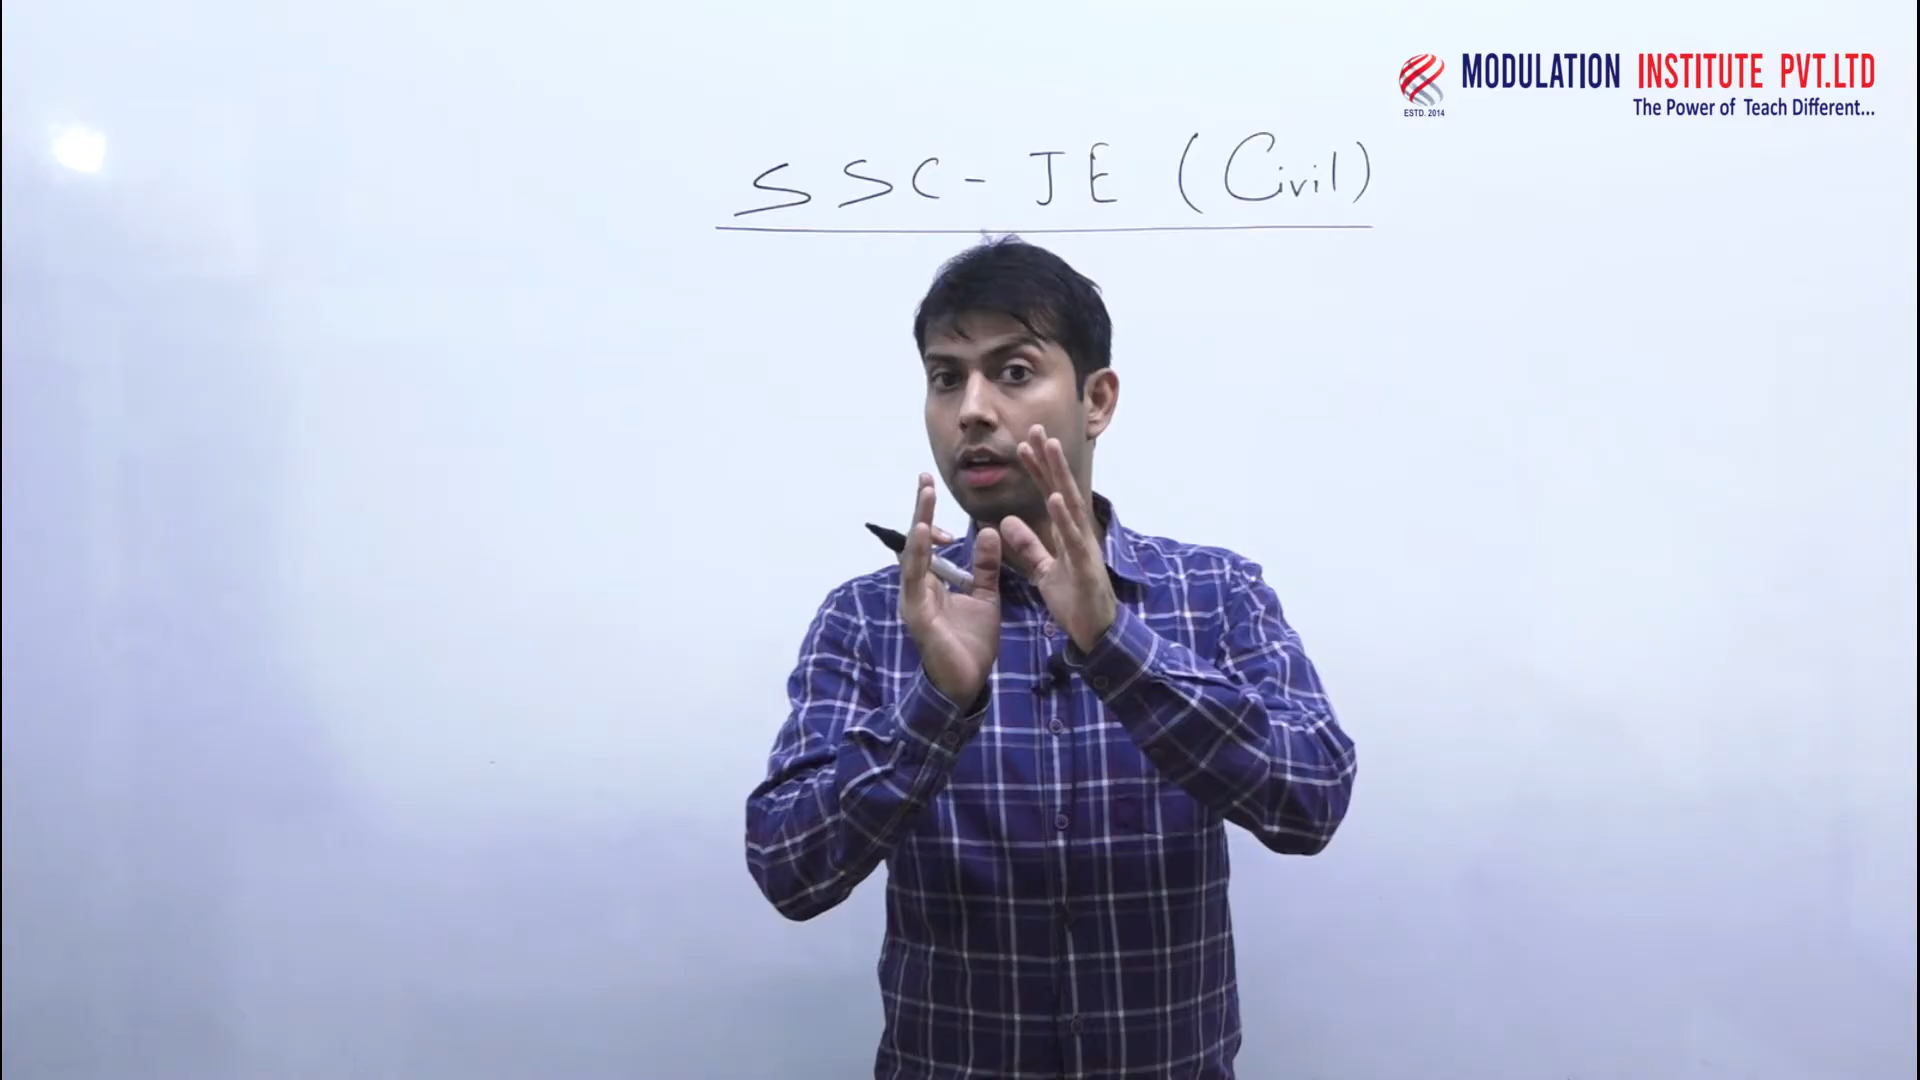 MODULATION INSTITUTE PVT.LTD
The Power of Teach Different...
ESTD. 2014
SSC-JE (Civil)